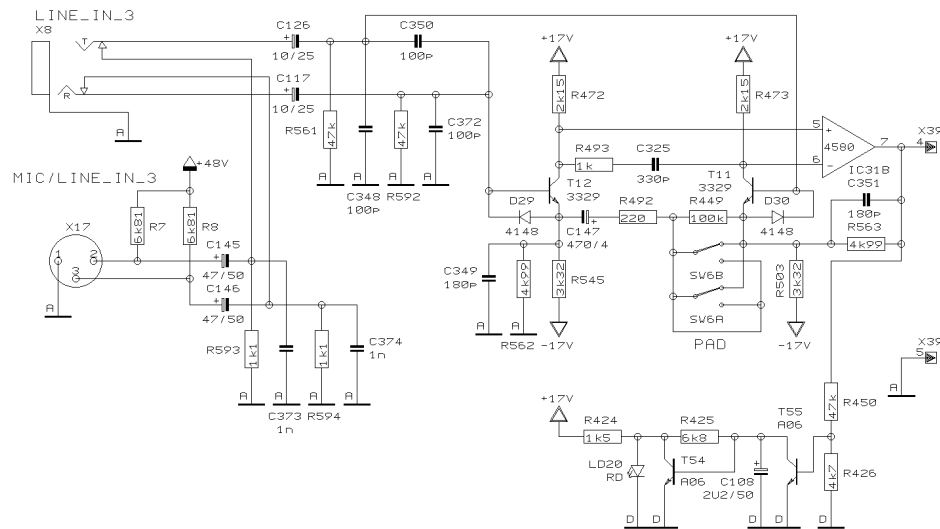 LINE_IN_3
X8
T
R
A
C126
10/25
C117
10/25
C350
100p
R561
47k
C348
100p
47k
R592
C372
100p
A
A
A
A
+17V
2k15
R472
+17V
2k15
R473
R493
1k
C325
330p
T12
3329
T11
3329
5
+
6
-
4580
7
IC31B
X39
4
C351
180p
R563
4k99
D29
4148
C147
+
470/4
R492
220
R449
100k
D30
4148
C349
180p
A
4k99
R562
A
3k32
R545
-17V
SW6B
SW6A
PAD
R503
3k32
-17V
X39
5
A
MIC/LINE_IN_3
X17
1
2
3
A
+48V
6k81
R7
6k81
R8
C145
+
47/50
C146
+
47/50
R593
1k1
A
C373
1n
A
1k1
R594
A
C374
1n
A
+17V
R424
1k5
R425
6k8
LD20
RD
T54
A06
C108
+
2U2/50
T55
A06
47k
R450
4k7
R426
D
D
D
D
D